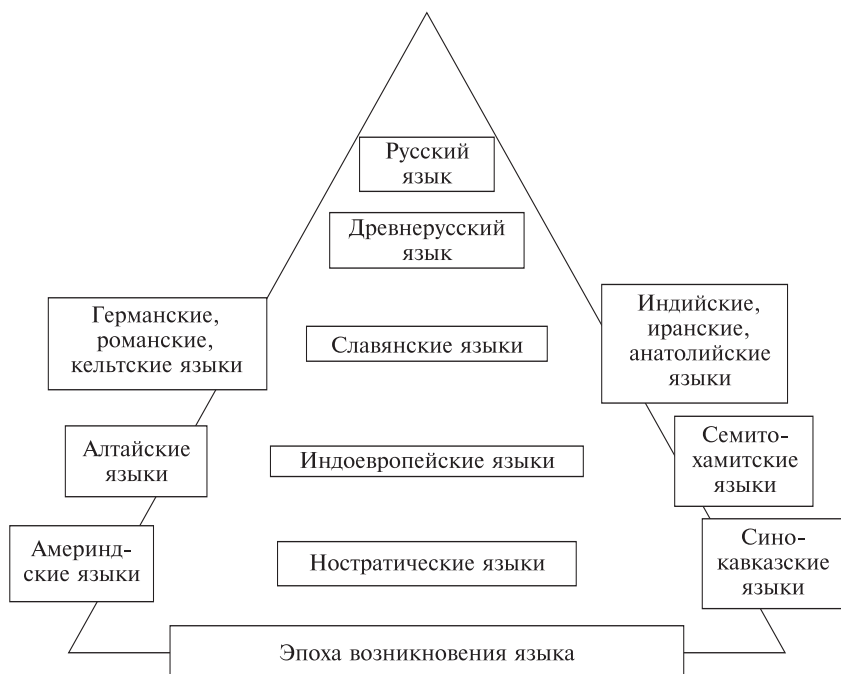 Русский
язык
Древнерусский
язык
Германские,
романские,
кельтские языки
Славянские языки
Индийские,
иранские,
анатолийские
языки
Алтайские
языки
Индоевропейские языки
Семито-
хамитские
языки
Америнд-
ские языки
Ностратические языки
Сино-
кавказские
языки
Эпоха возникновения языка